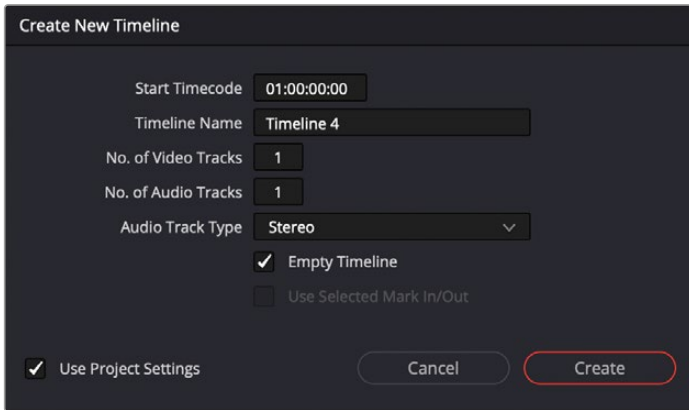 Create New Timeline
Start Timecode 01:00:00:00
Timeline Name Timeline 4
No. of Video Tracks 1
No. of Audio Tracks 1
Audio Track Type Stereo
Empty Timeline
Use Selected Mark In/Out
Use Project Settings Cancel Create